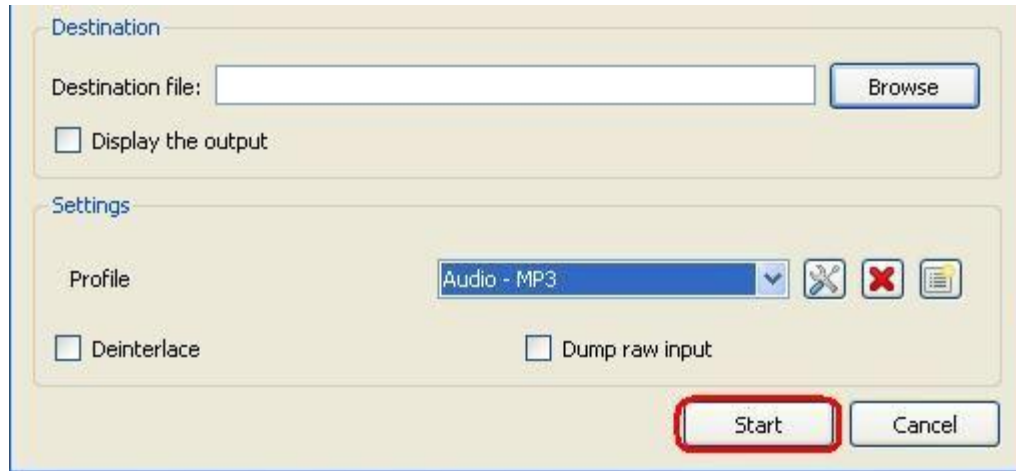 Destination
Destination file: Browse
Display the output
Settings
Profile Audio - MP3
Deinterlace Dump raw input
Start Cancel